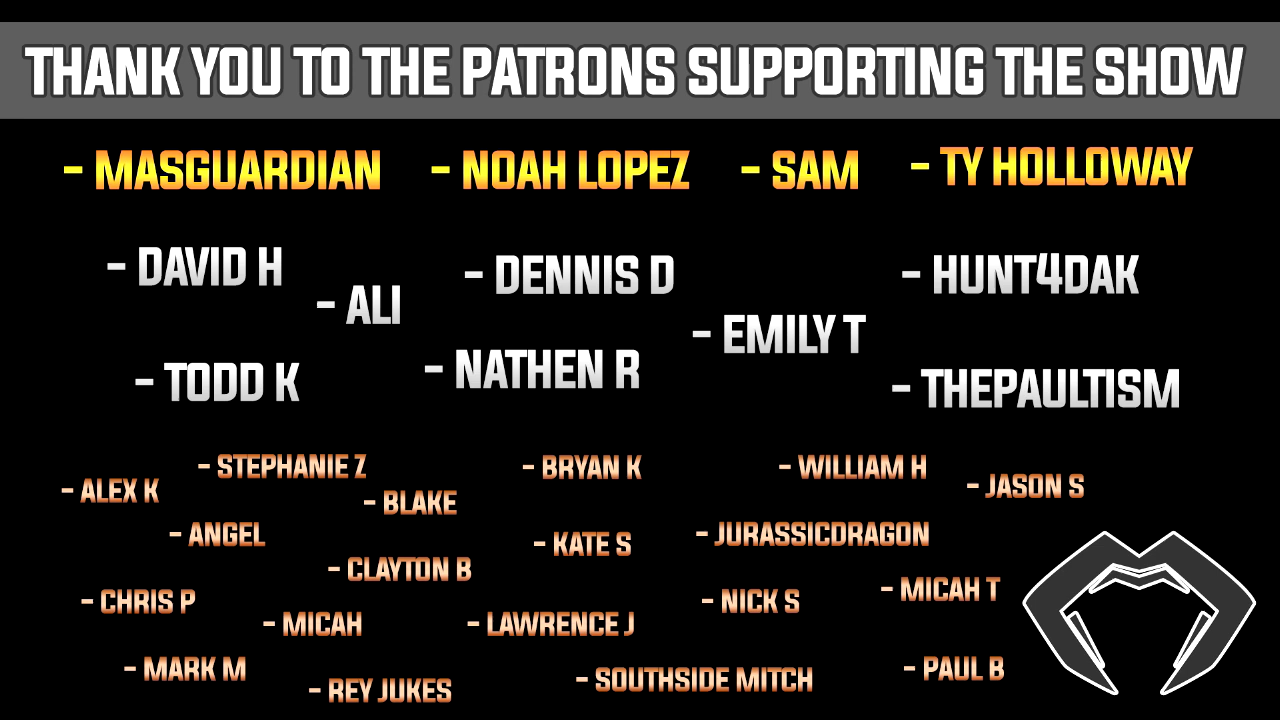 THANK YOU TO THE PATRONS SUPPORTING THE SHOW
- MASGUARDIAN - NOAH LOPEZ - SAM - TY HOLLOWAY
- DAVID H - DENNIS D - HUNT4DAK
- ALI - EMILY T
- TODD K - NATHEN R - THEPAULTISM
- STEPHANIE Z - BRYAN K - WILLIAM H
- ALEX K - BLAKE - JASON S
- ANGEL - KATE S - JURASSICDRAGON
- CLAYTON B - MICAH T
- CHRIS P - NICK S
- MICAH - LAWRENCE J
- MARK M - SOUTHSIDE MITCH - PAUL B
- REY JUKES